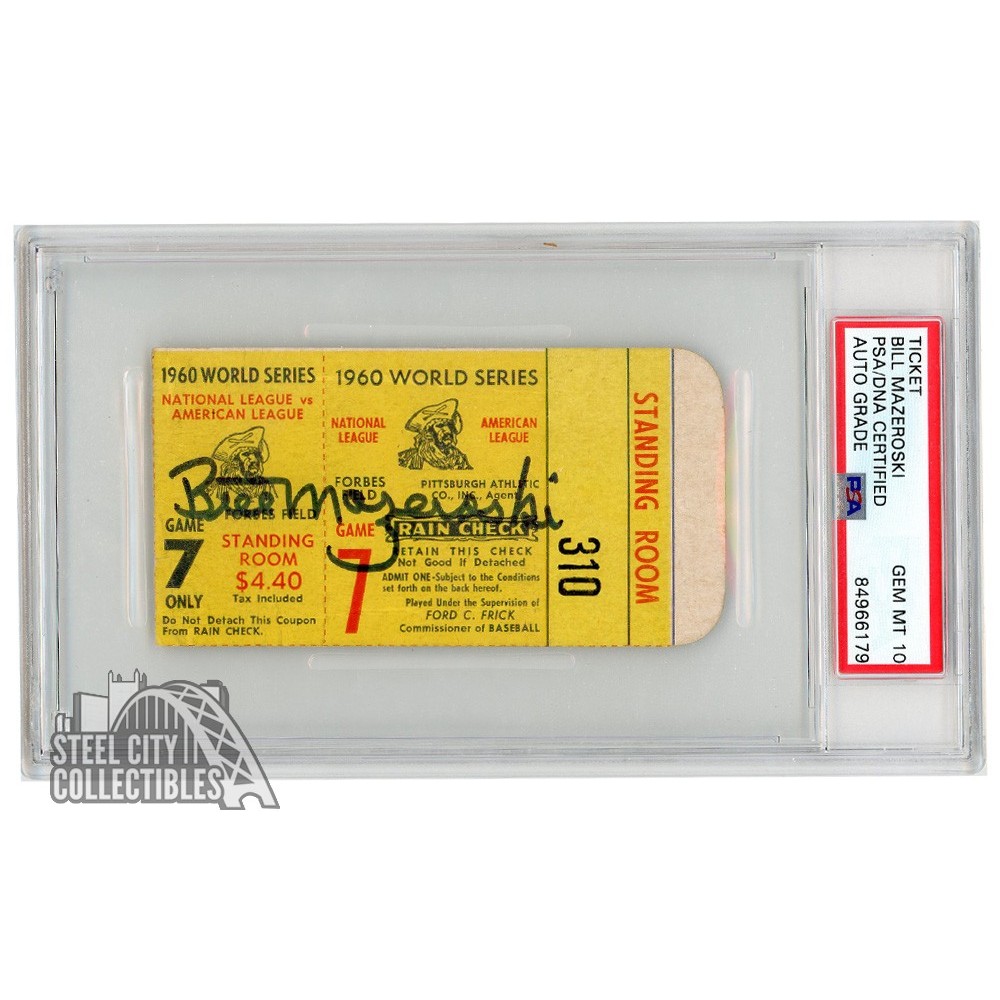 1960 WORLD SERIES
NATIONAL LEAGUE vs
AMERICAN LEAGUE
FORBES FIELD
GAME
7
ONLY
STANDING
ROOM
$4.40
Tax Included
Do Not Detach This Coupon
From RAIN CHECK.
1960 WORLD SERIES
NATIONAL
LEAGUE
AMERICAN
LEAGUE
FORBES
FIELD
PITTSBURGH ATHLETIC
CO., INC., Agent
Bill Mazeroski
GAME
7
RAIN CHECK
RETAIN THIS CHECK
Not Good If Detached
ADMIT ONE-Subject to the Conditions
set forth on the back hereof.
Played Under the Supervision of
FORD C. FRICK
Commissioner of BASEBALL
310
STANDING ROOM
TICKET
BILL MAZEROSKI
PSA/DNA CERTIFIED
AUTO GRADE
PSA
GEM MT 10
84966179
STEEL CITY
COLLECTIBLES